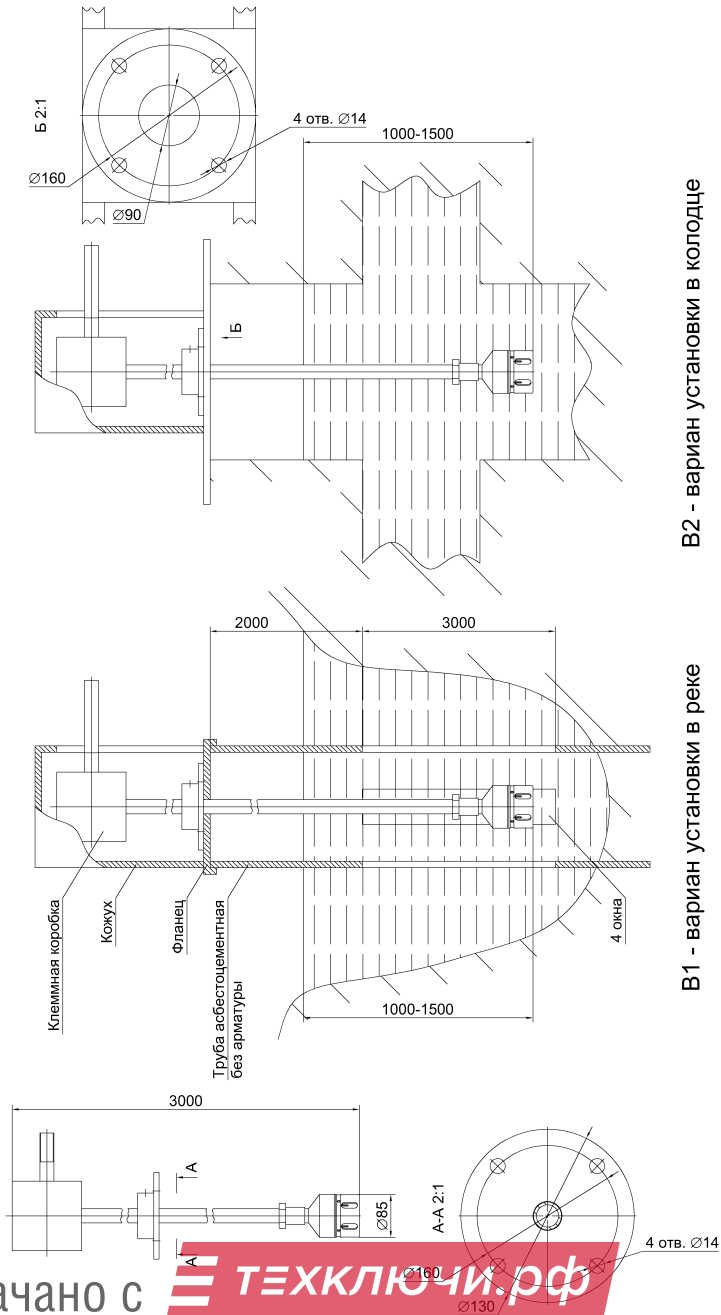 Б 2:1
4 отв. ∅14
1000-1500
∅160
∅90
Б
В2 - вариан установки в колодце
2000
3000
Клеммная коробка
Кожух
Фланец
Труба асбестоцементная
без арматуры
4 окна
1000-1500
В1 - вариан установки в реке
3000
А
А
∅85
А-А 2:1
4 отв. ∅14
∅160
∅130
ачано с
ТЕХКЛЮЧИ.РФ